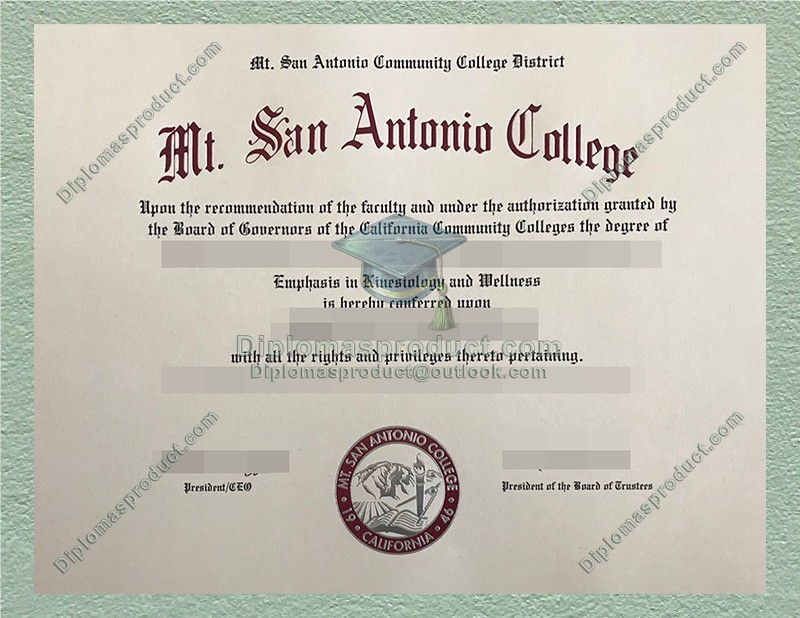 Mt. San Antonio Community College District
Mt. San Antonio College
Diplomasproduct.com
Diplomasproduct.com
Upon the recommendation of the faculty and under the authorization granted by
the Board of Governors of the California Community Colleges the degree of
Emphasis in Kinesiology and Wellness
is hereby conferred upon
Diplomasproduct.com
with all the rights and privileges thereto pertaining.
Diplomasproduct@outlook.com
MT. SAN ANTONIO COLLEGE
19 46
CALIFORNIA
President/CEO
President of the Board of Trustees
Diplomasproduct.com
Diplomasproduct.com